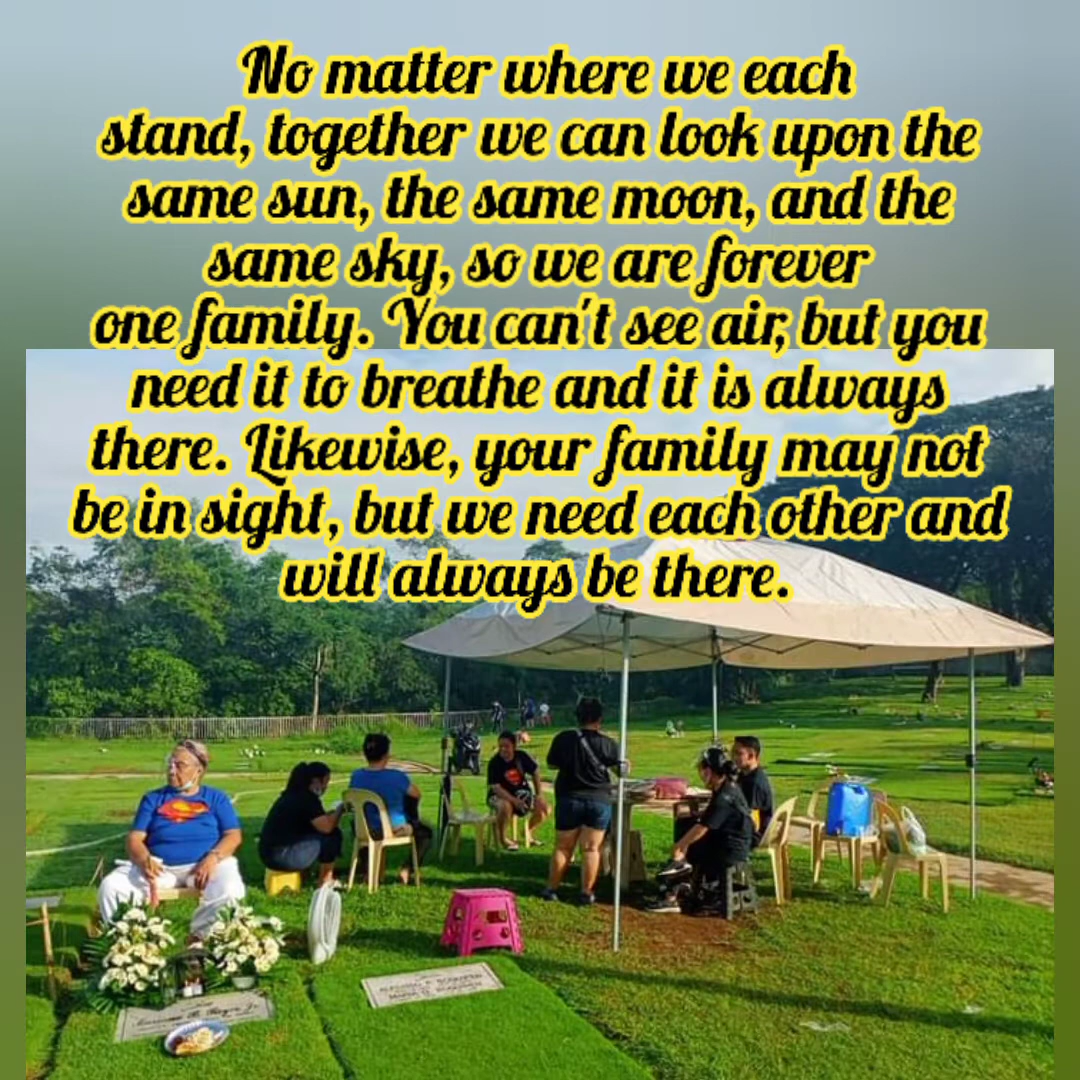 No matter where we each
stand, together we can look upon the
same sun, the same moon, and the
same sky, so we are forever
one family. You can't see air, but you
need it to breathe and it is always
there. Likewise, your family may not
be in sight, but we need each other and
will always be there.